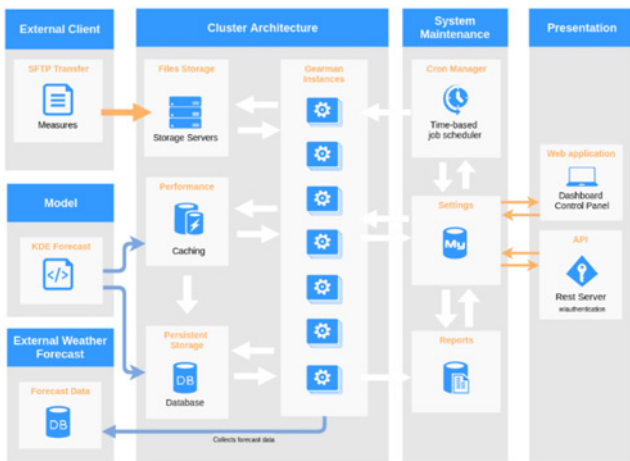 External Client
SFTP Transfer
Measures
Model
KDE Forecast
</>
External Weather
Forecast
Forecast Data
DB
Cluster Architecture
Files Storage
Storage Servers
Performance
Caching
Persistent
Storage
DB
Database
Gearman
Instances
Collects forecast data
System
Maintenance
Cron Manager
Time-based
job scheduler
Settings
My
Reports
Presentation
Web application
Dashboard
Control Panel
API
Rest Server
w/authentication